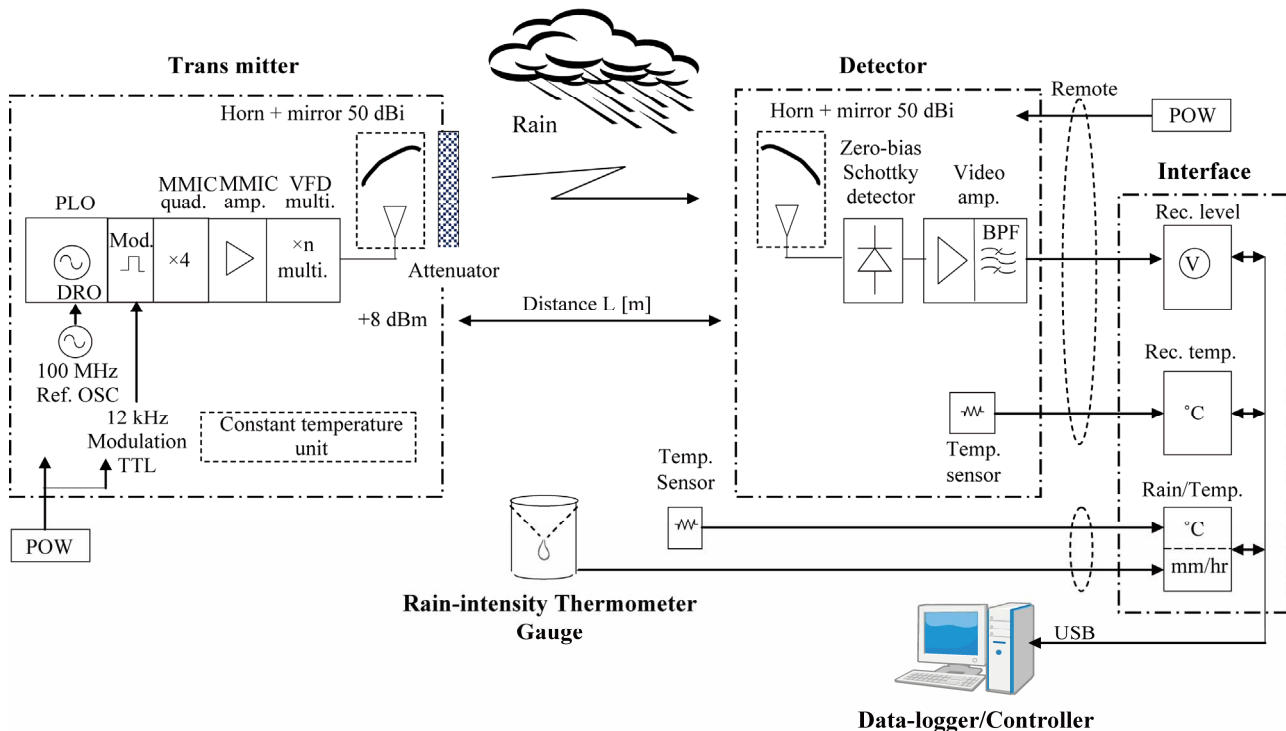 Trans mitter
Horn + mirror 50 dBi
MMIC MMIC VFD
quad. amp. multi.
PLO
Mod.
×4
×n
multi.
DRO
Attenuator
+8 dBm
100 MHz
Ref. OSC
12 kHz
Modulation
TTL
Constant temperature
unit
POW
Rain
Distance L [m]
Detector
Horn + mirror 50 dBi
Zero-bias
Schottky
detector
Video
amp.
BPF
Remote
POW
Interface
Rec. level
V
Rec. temp.
°C
Temp.
sensor
Temp.
Sensor
Rain/Temp.
°C
mm/hr
Rain-intensity Thermometer
Gauge
USB
Data-logger/Controller